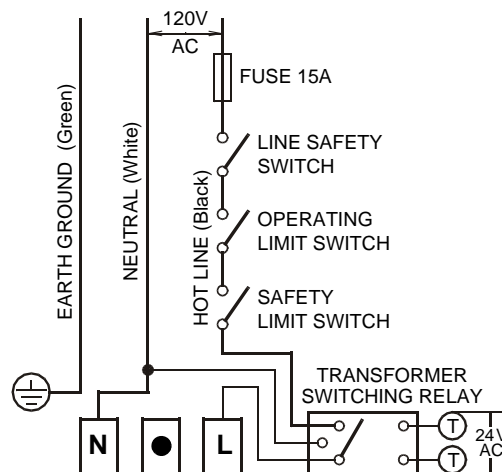 120V
AC
FUSE 15A
LINE SAFETY
SWITCH
OPERATING
LIMIT SWITCH
SAFETY
LIMIT SWITCH
EARTH GROUND (Green)
NEUTRAL (White)
HOT LINE (Black)
TRANSFORMER
SWITCHING RELAY
N
L
T
T
24V
AC